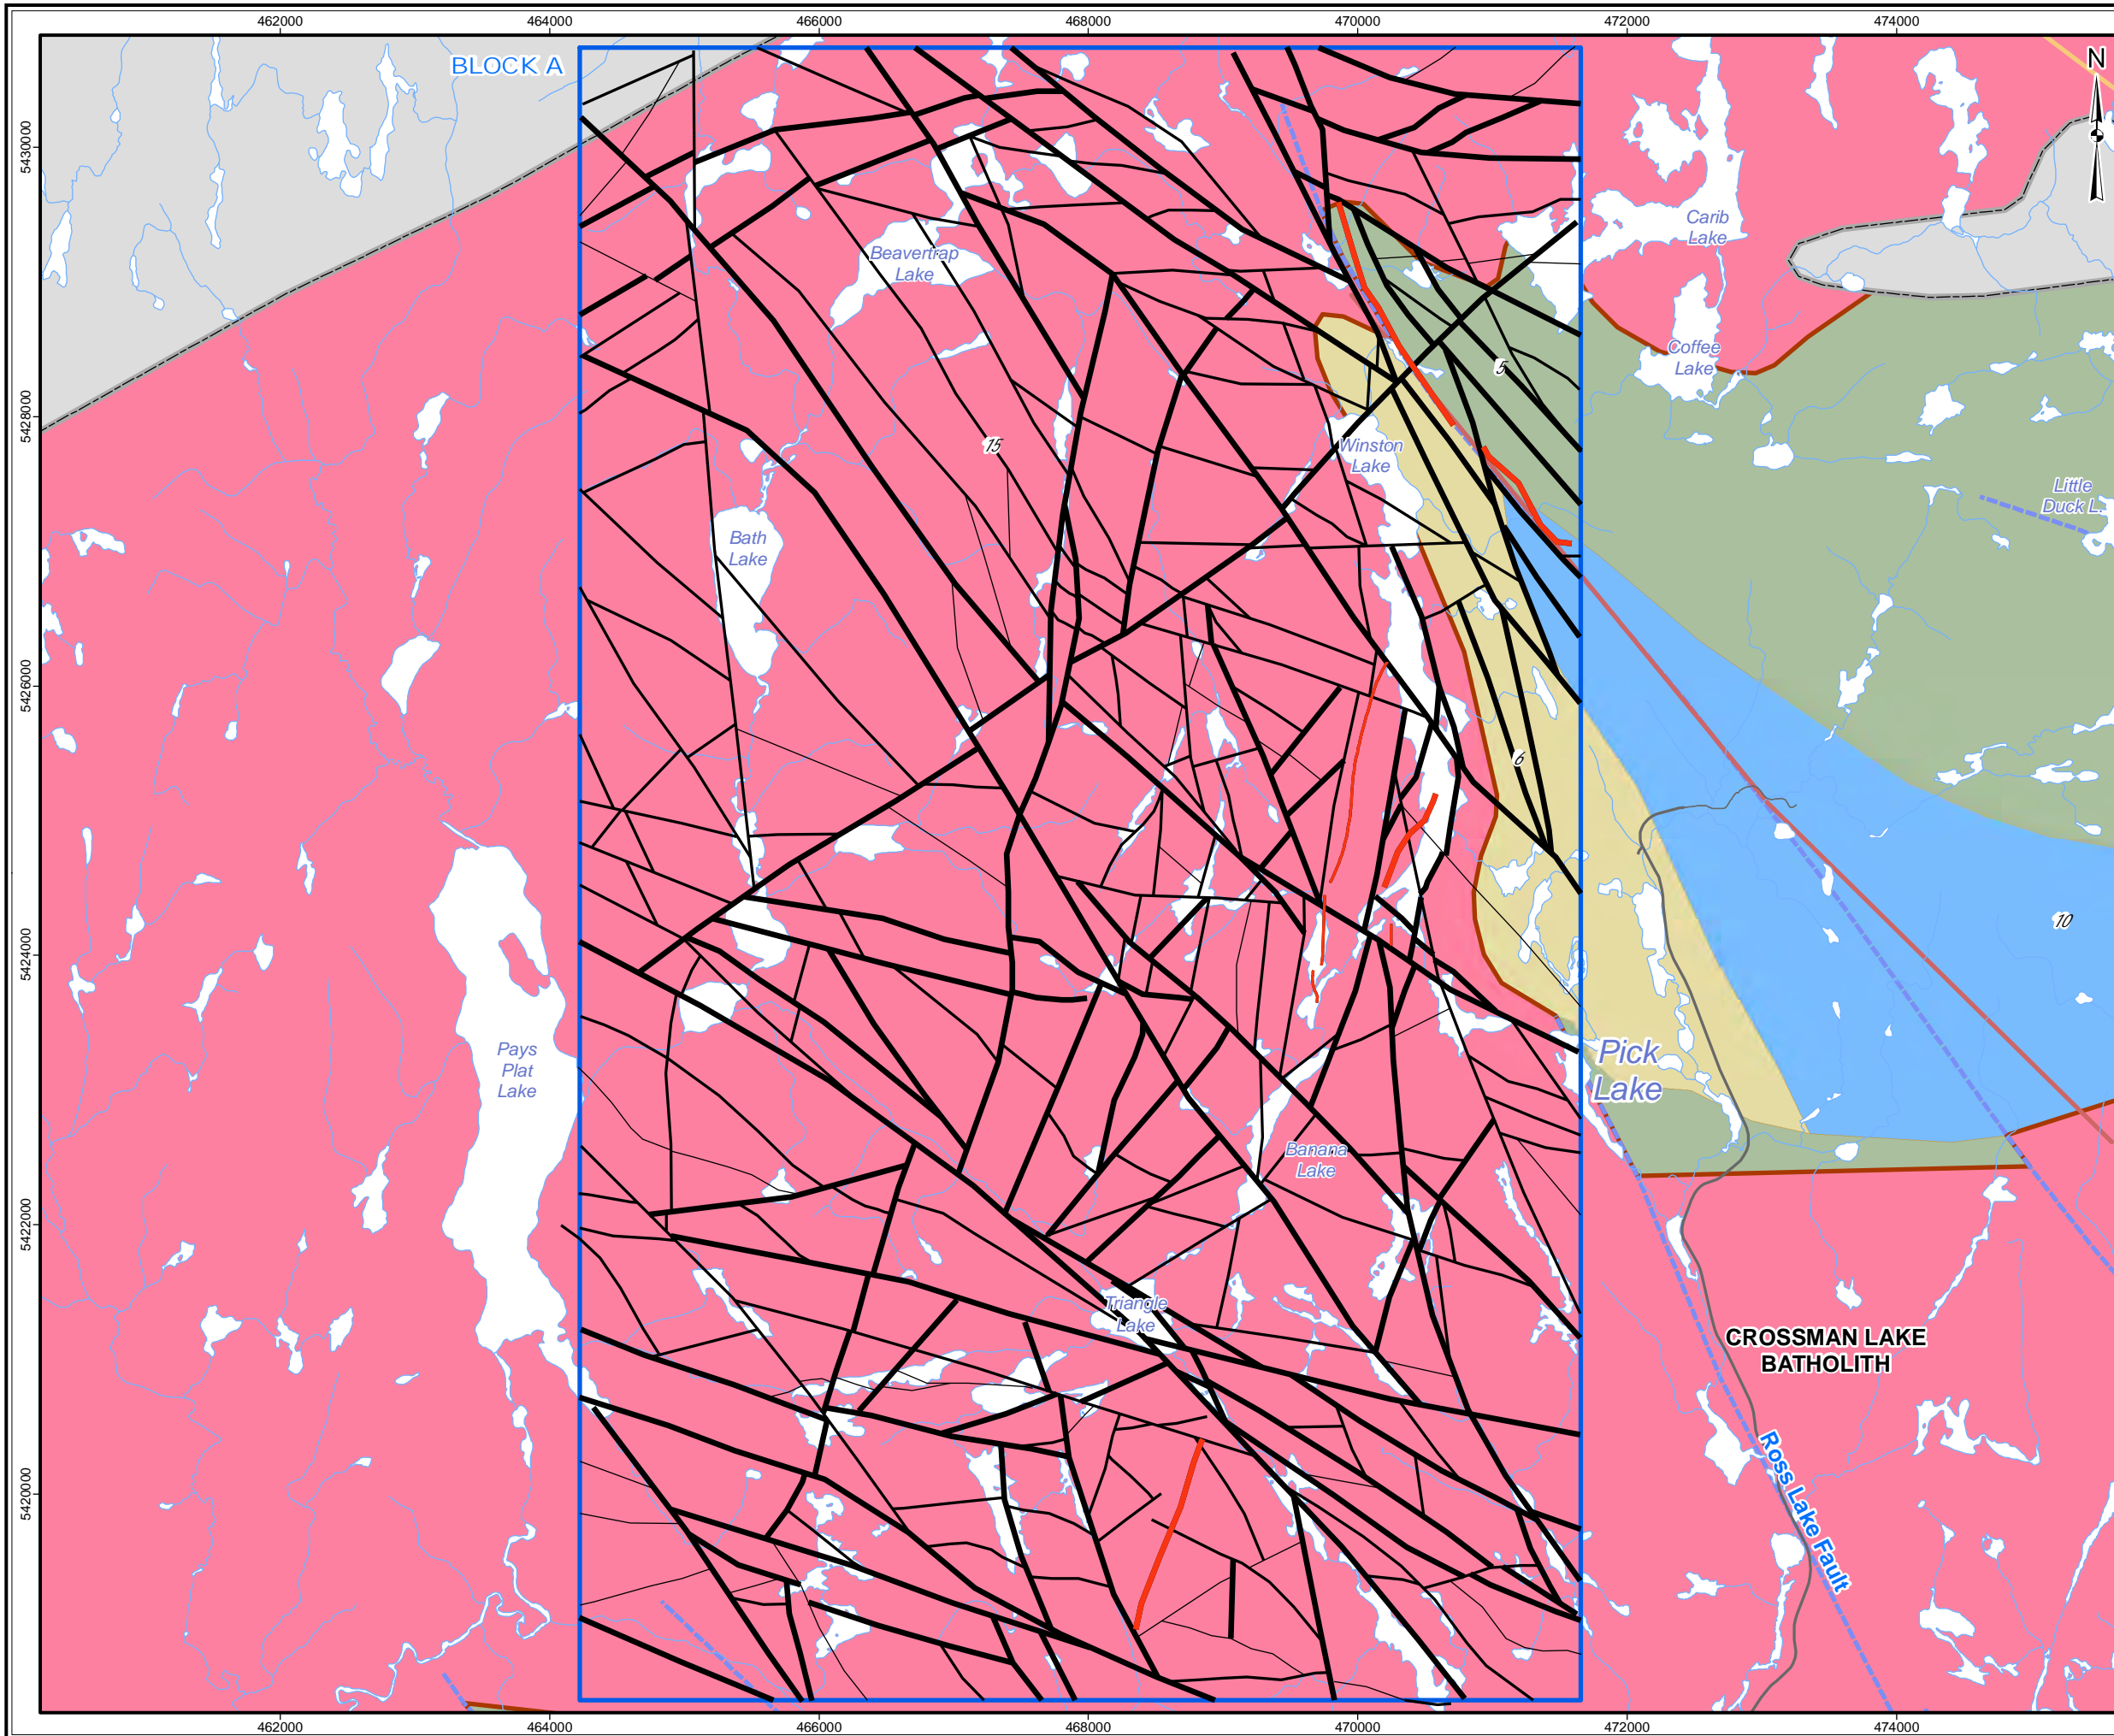 462000
464000
466000
468000
470000
472000
474000
BLOCK A
N
5430000
Carib
Lake
Beavertrap
Lake
Coffee
Lake
5
5428000
15
Winston
Lake
Little
Duck L.
Bath
Lake
5426000
6
10
5424000
Pays
Plat
Lake
Pick
Lake
Banana
Lake
5422000
Triangle
Lake
CROSSMAN LAKE
BATHOLITH
Ross Lake Fault
5420000
462000
464000
466000
468000
470000
472000
474000